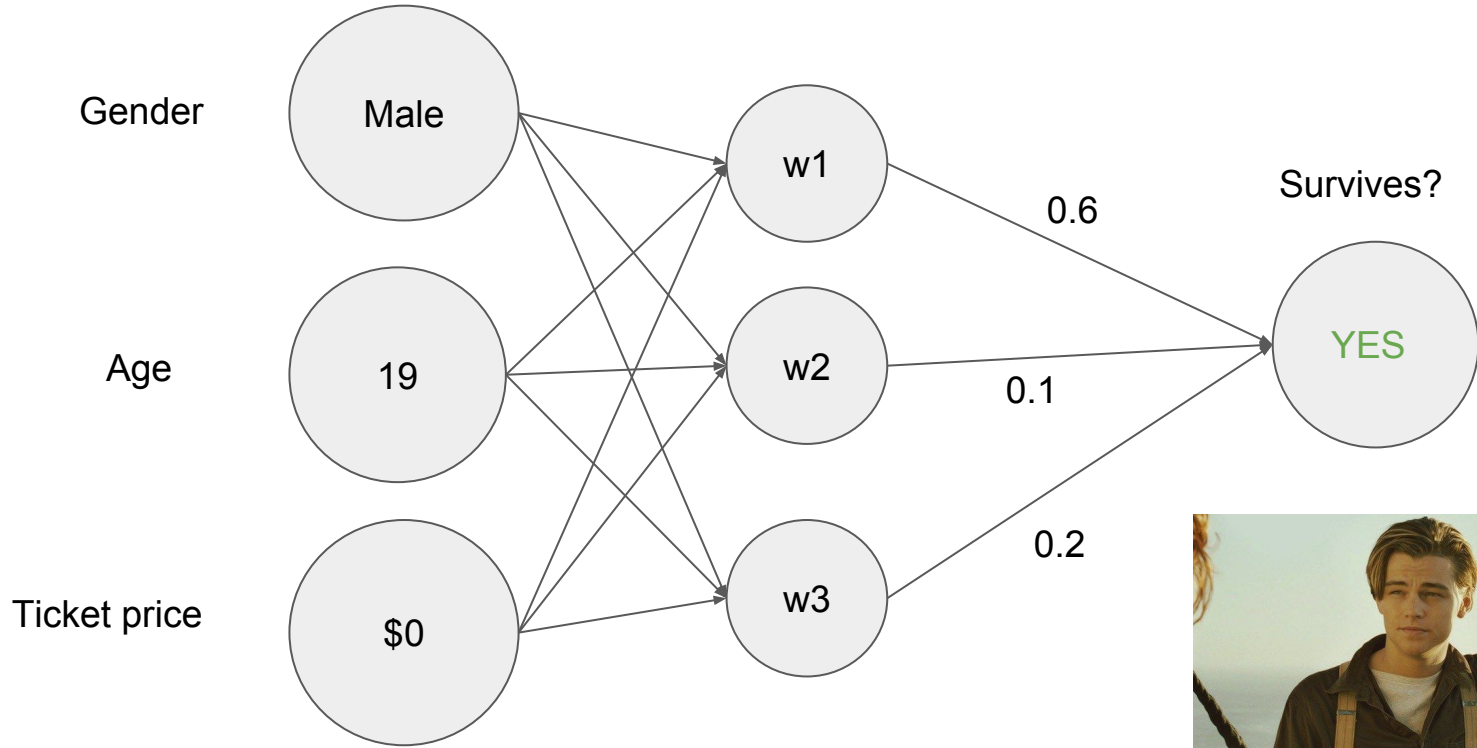 Gender
Male
w1
0.6
Survives?
Age
19
w2
0.1
YES
Ticket price
$0
w3
0.2